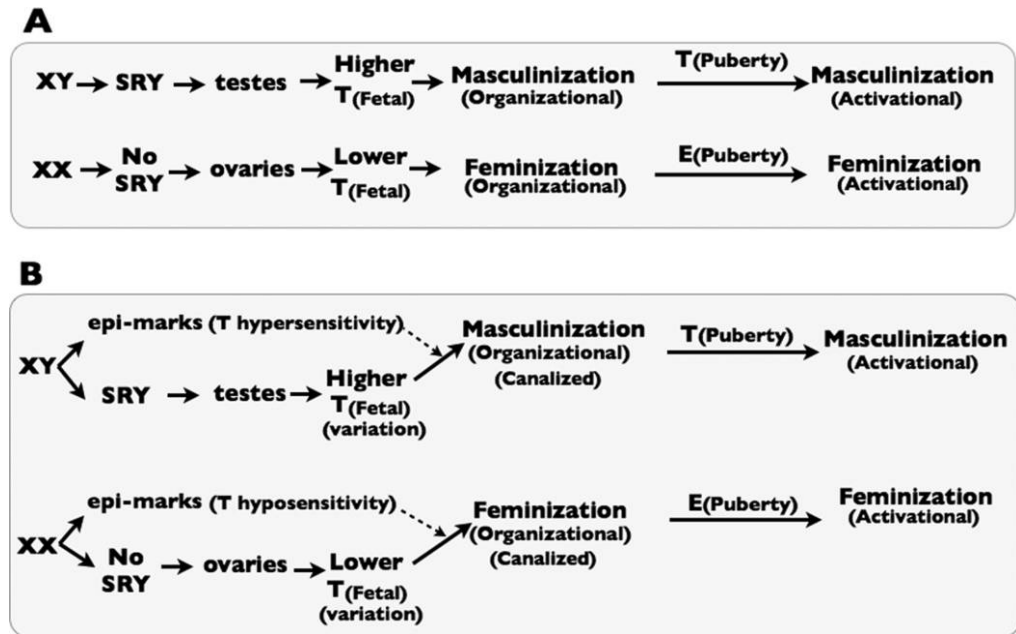 A
XY SRY testes Higher T(Fetal) Masculinization (Organizational) T(Puberty) Masculinization (Activational)
XX No SRY ovaries Lower T(Fetal) Feminization (Organizational) E(Puberty) Feminization (Activational)
B
epi-marks (T hypersensitivity)
XY
SRY testes Higher T(Fetal) (variation)
Masculinization (Organizational) (Canalized)
T(Puberty)
Masculinization (Activational)
epi-marks (T hyposensitivity)
XX
No SRY ovaries Lower T(Fetal) (variation)
Feminization (Organizational) (Canalized)
E(Puberty)
Feminization (Activational)